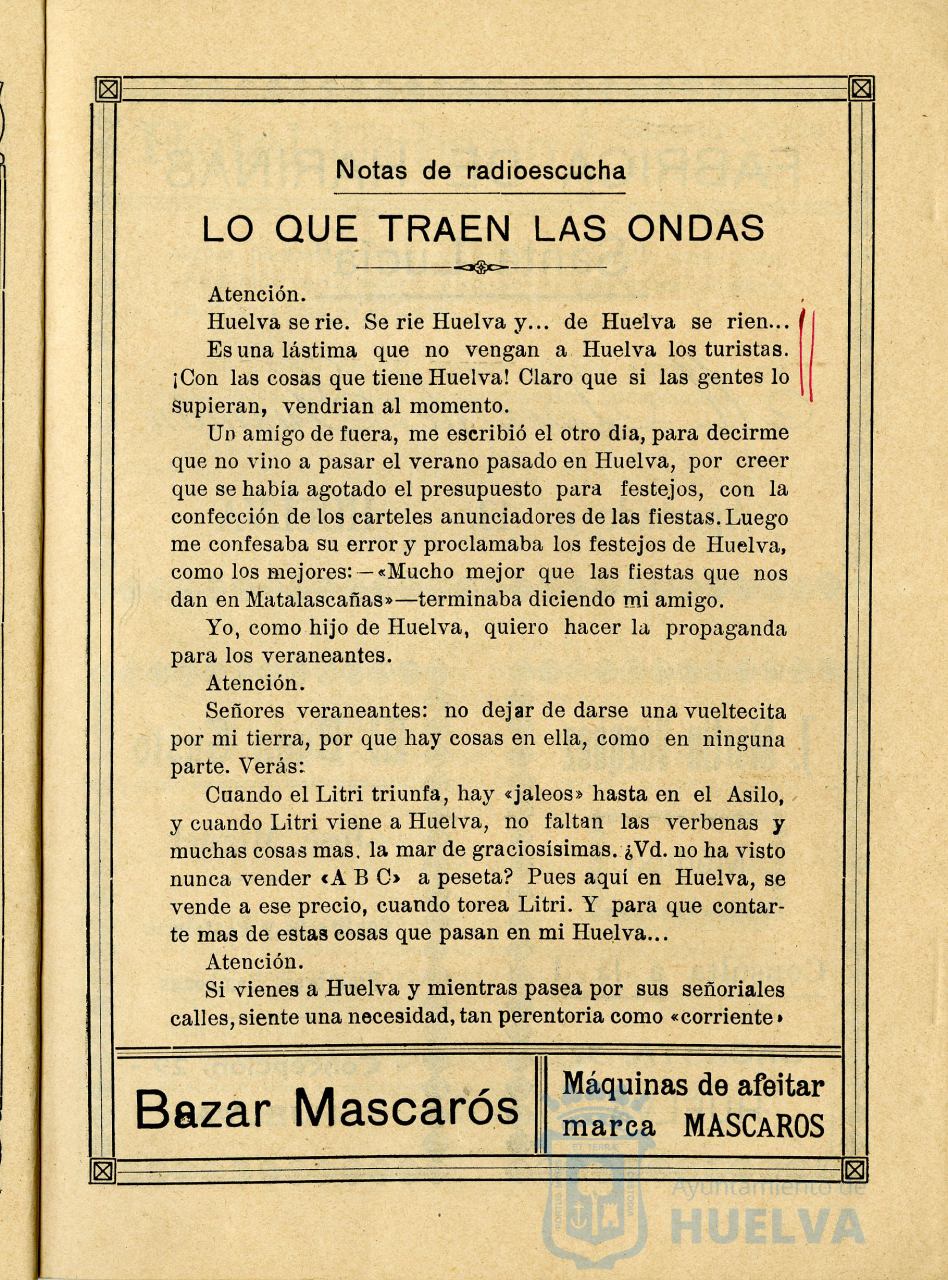 Notas de radioescucha
LO QUE TRAEN LAS ONDAS
Atención.
Huelva se rie. Se rie Huelva y... de Huelva se rien...
Es una lástima que no vengan a Huelva los turistas.
¡Con las cosas que tiene Huelva! Claro que si las gentes lo
supieran, vendrian al momento.
Un amigo de fuera, me escribió el otro dia, para decirme
que no vino a pasar el verano pasado en Huelva, por creer
que se había agotado el presupuesto para festejos, con la
confección de los carteles anunciadores de las fiestas. Luego
me confesaba su error y proclamaba los festejos de Huelva,
como los mejores:—«Mucho mejor que las fiestas que nos
dan en Matalascañas»—terminaba diciendo mi amigo.
Yo, como hijo de Huelva, quiero hacer la propaganda
para los veraneantes.
Atención.
Señores veraneantes: no dejar de darse una vueltecita
por mi tierra, por que hay cosas en ella, como en ninguna
parte. Verás:
Cuando el Litri triunfa, hay «jaleos» hasta en el Asilo,
y cuando Litri viene a Huelva, no faltan las verbenas y
muchas cosas mas. la mar de graciosísimas. ¿Vd. no ha visto
nunca vender «A B C» a peseta? Pues aquí en Huelva, se
vende a ese precio, cuando torea Litri. Y para que contar-
te mas de estas cosas que pasan en mi Huelva...
Atención.
Si vienes a Huelva y mientras pasea por sus señoriales
calles, siente una necesidad, tan perentoria como «corriente»
Bazar Mascarós
Máquinas de afeitar
marca MASCAROS
Ayuntamiento de
HUELVA